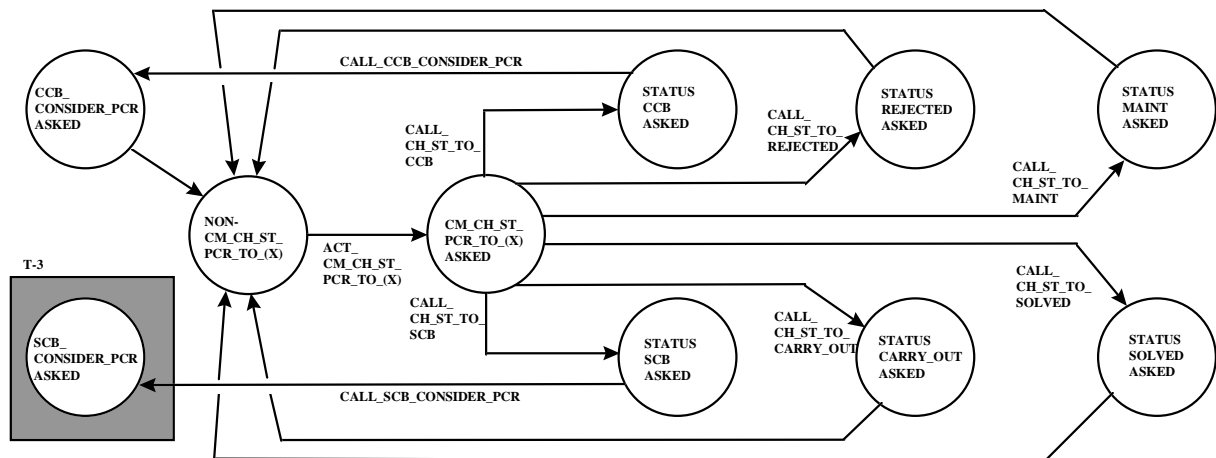 CALL_CCB_CONSIDER_PCR
CCB_
CONSIDER_PCR
ASKED
STATUS
CCB
ASKED
STATUS
REJECTED
ASKED
STATUS
MAINT
ASKED
CALL_
CH_ST_TO_
CCB
CALL_
CH_ST_TO_
REJECTED
CALL_
CH_ST_TO_
MAINT
NON-
CM_CH_ST_
PCR_TO_(X)
ACT_
CM_CH_ST_
PCR_TO_(X)
CM_CH_ST_
PCR_TO_(X)
ASKED
T-3
CALL_
CH_ST_TO_
SCB
CALL_
CH_ST_TO_
CARRY_OUT
CALL_
CH_ST_TO_
SOLVED
SCB_
CONSIDER_PCR
ASKED
STATUS
SCB
ASKED
STATUS
CARRY_OUT
ASKED
STATUS
SOLVED
ASKED
CALL_SCB_CONSIDER_PCR